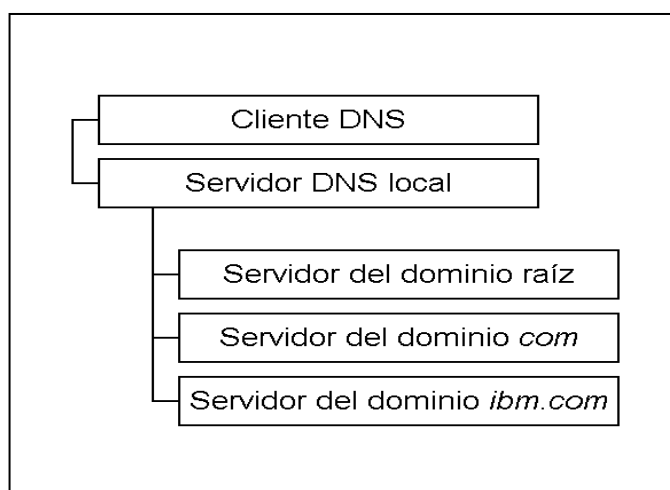 Cliente DNS
Servidor DNS local
Servidor del dominio raíz
Servidor del dominio com
Servidor del dominio ibm.com